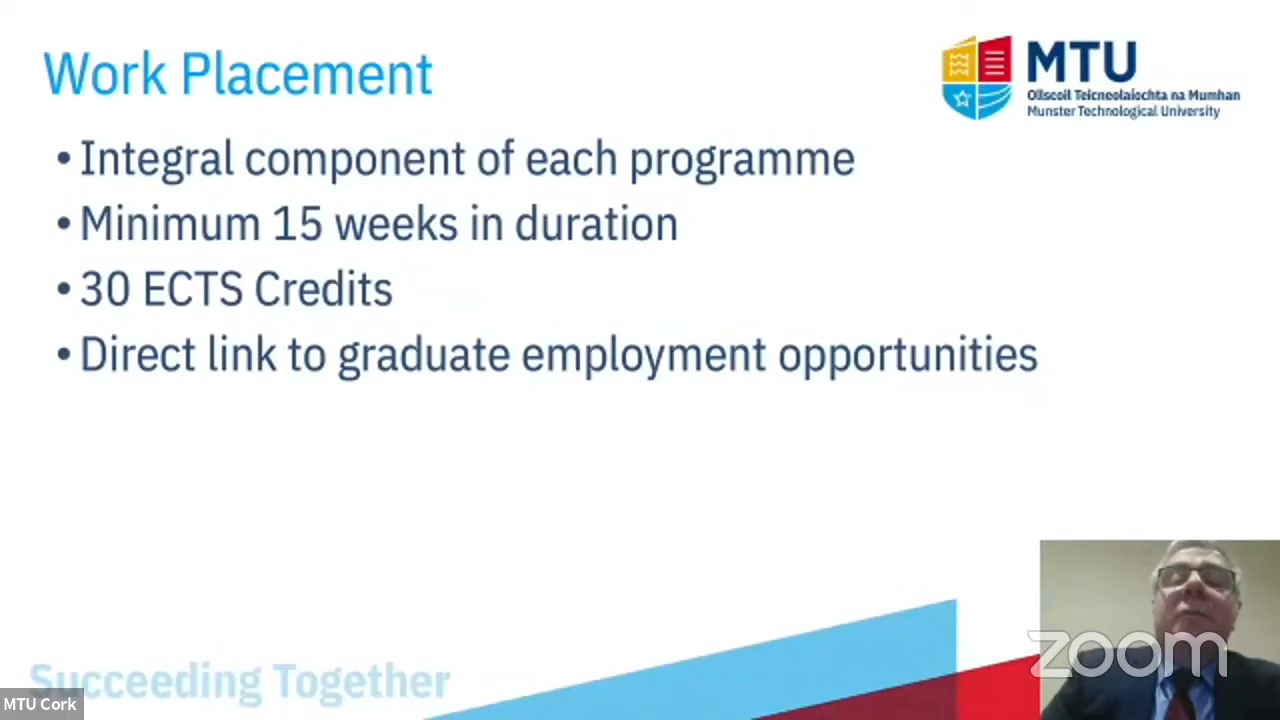 Work Placement
MTU
Ollscoil Teicneolaíochta na Mumhan
Munster Technological University
• Integral component of each programme
• Minimum 15 weeks in duration
• 30 ECTS Credits
• Direct link to graduate employment opportunities
zoom
Succeeding Together
MTU Cork